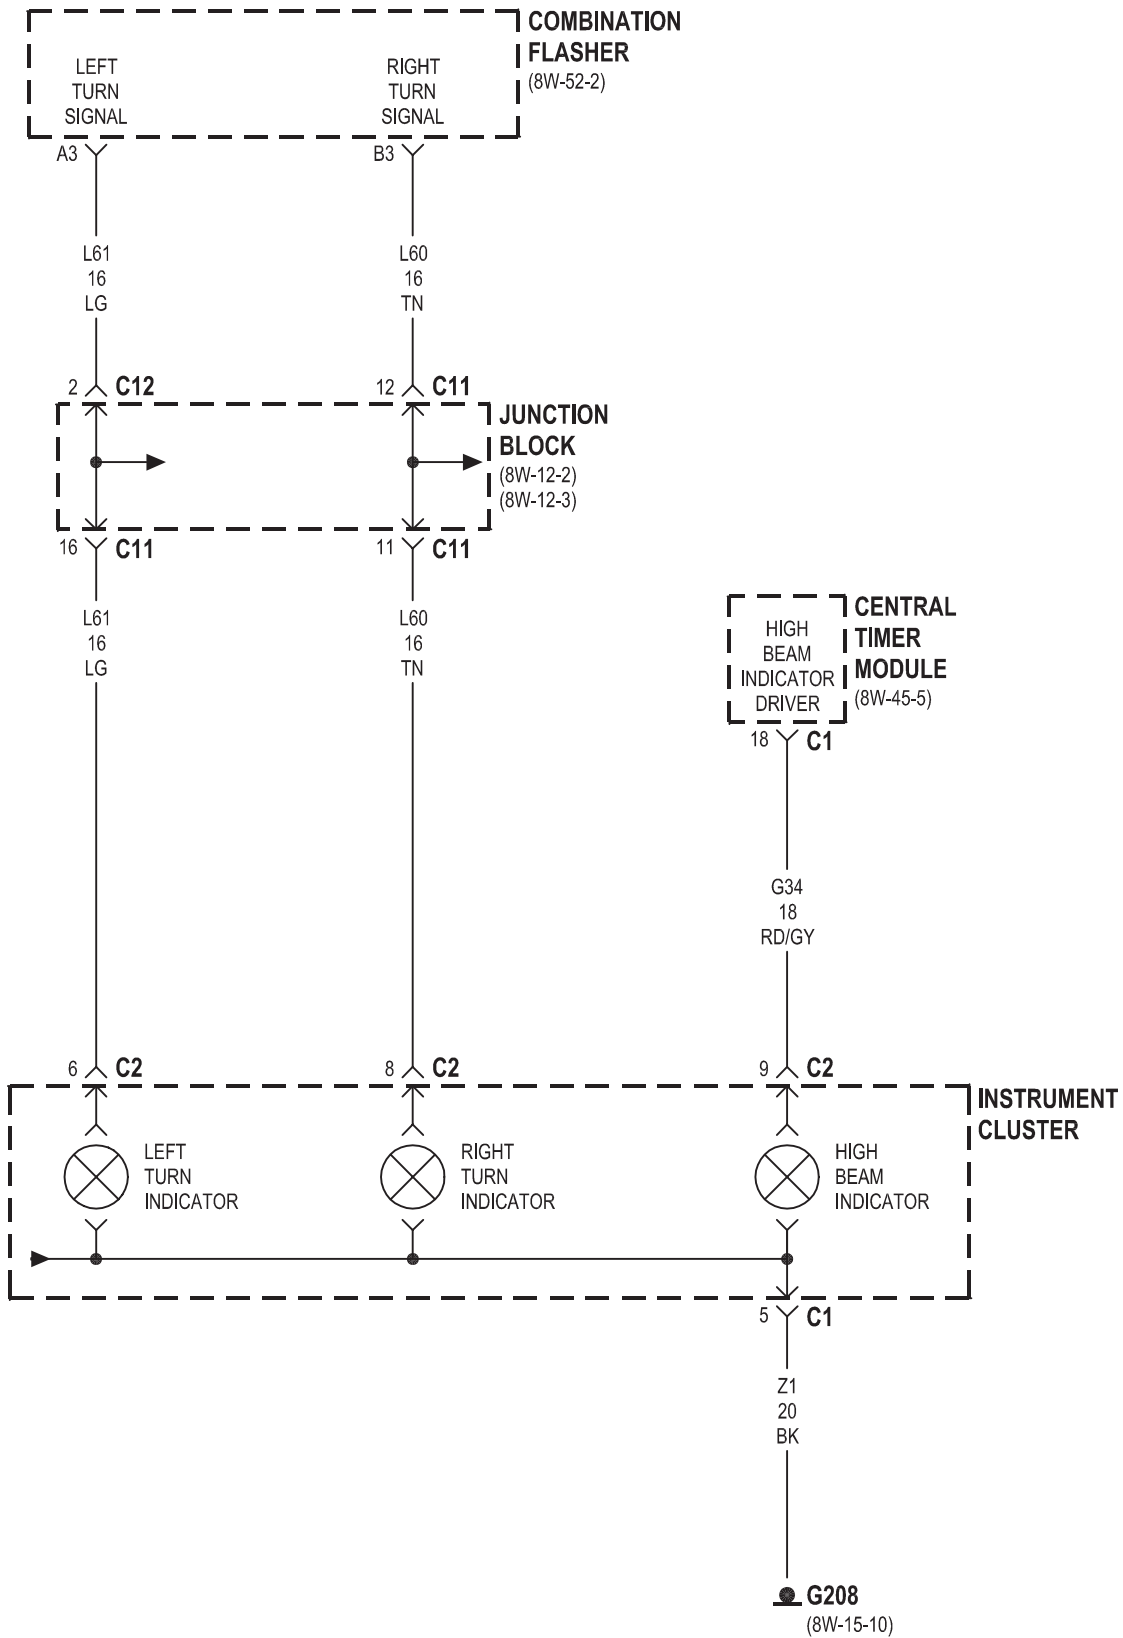 COMBINATION
FLASHER
(8W-52-2)
LEFT
TURN
SIGNAL
RIGHT
TURN
SIGNAL
A3
B3
L61
16
LG
L60
16
TN
2 C12
12 C11
JUNCTION
BLOCK
(8W-12-2)
(8W-12-3)
16 C11
11 C11
L61
16
LG
L60
16
TN
HIGH
BEAM
INDICATOR
DRIVER
CENTRAL
TIMER
MODULE
(8W-45-5)
18 C1
G34
18
RD/GY
6 C2
8 C2
9 C2
INSTRUMENT
CLUSTER
LEFT
TURN
INDICATOR
RIGHT
TURN
INDICATOR
HIGH
BEAM
INDICATOR
5 C1
Z1
20
BK
G208
(8W-15-10)